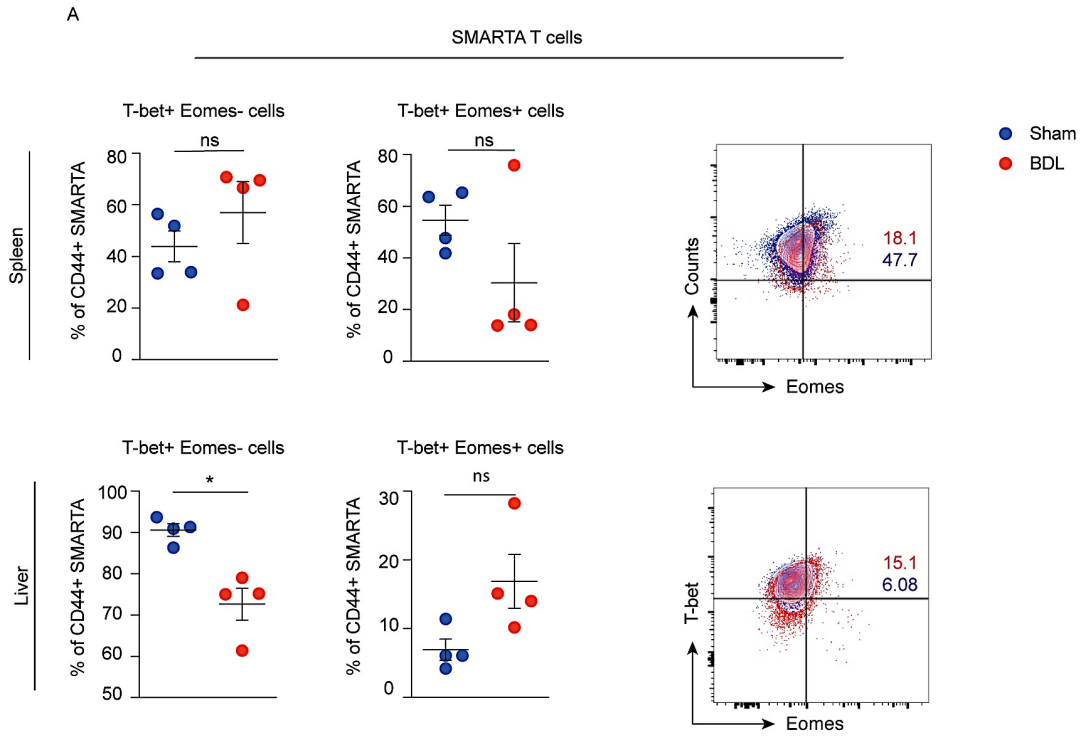 A
SMARTA T cells
T-bet+ Eomes- cells
T-bet+ Eomes+ cells
Sham
BDL
Spleen
% of CD44+ SMARTA
80
60
40
20
0
ns
% of CD44+ SMARTA
80
60
40
20
0
ns
Counts
18.1
47.7
Eomes
T-bet+ Eomes- cells
T-bet+ Eomes+ cells
Liver
% of CD44+ SMARTA
100
90
80
70
60
50
*
% of CD44+ SMARTA
30
20
10
0
ns
T-bet
15.1
6.08
Eomes